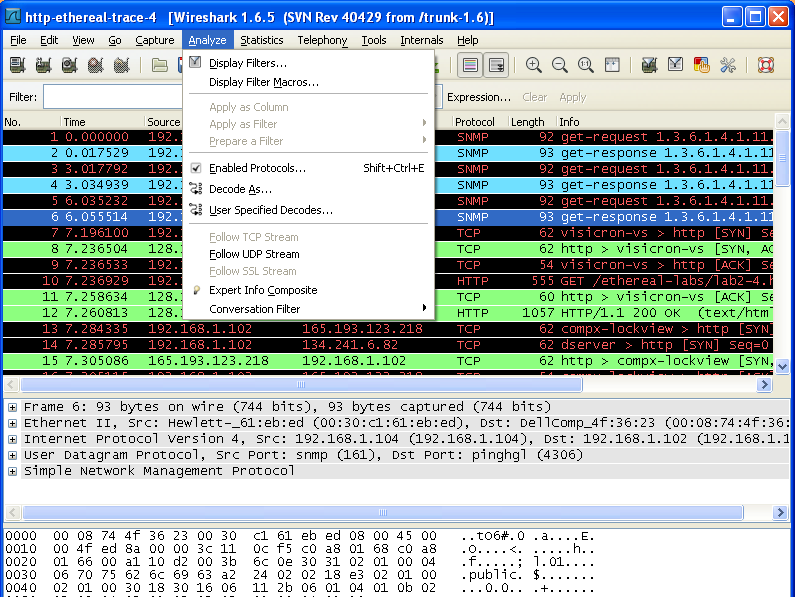 http-ethereal-trace-4 [Wireshark 1.6.5 (SVN Rev 40429 from /trunk-1.6)]
File Edit View Go Capture Analyze Statistics Telephony Tools Internals Help
Filter: Expression... Clear Apply
Display Filters...
Display Filter Macros...
Apply as Column
Apply as Filter
Prepare a Filter
Enabled Protocols... Shift+Ctrl+E
Decode As...
User Specified Decodes...
Follow TCP Stream
Follow UDP Stream
Follow SSL Stream
Expert Info Composite
Conversation Filter
No. Time Source Protocol Length Info
1 0.000000 192. SNMP 92 get-request 1.3.6.1.4.1.11.
2 0.017529 192. SNMP 93 get-response 1.3.6.1.4.1.11
3 3.017792 192. SNMP 92 get-request 1.3.6.1.4.1.11.
4 3.034939 192. SNMP 93 get-response 1.3.6.1.4.1.11
5 6.035232 192. SNMP 92 get-request 1.3.6.1.4.1.11.
6 6.055514 192. SNMP 93 get-response 1.3.6.1.4.1.11
7 7.196100 192. TCP 62 visicron-vs > http [SYN] Se
8 7.236504 128. TCP 62 http > visicron-vs [SYN, AC
9 7.236533 192. TCP 54 visicron-vs > http [ACK] Se
10 7.236929 192. HTTP 555 GET /ethereal-labs/lab2-4.h
11 7.258634 128. TCP 60 http > visicron-vs [ACK] Se
12 7.260813 128. HTTP 1057 HTTP/1.1 200 OK (text/htm
13 7.284335 192.168.1.102 165.193.123.218 TCP 62 compx-lockview > http [SYN]
14 7.285795 192.168.1.102 134.241.6.82 TCP 62 dserver > http [SYN] Seq=0
15 7.305086 165.193.123.218 192.168.1.102 TCP 62 http > compx-lockview [SYN,
Frame 6: 93 bytes on wire (744 bits), 93 bytes captured (744 bits)
Ethernet II, Src: Hewlett-_61:eb:ed (00:30:c1:61:eb:ed), Dst: DellComp_4f:36:23 (00:08:74:4f:36:
Internet Protocol Version 4, Src: 192.168.1.104 (192.168.1.104), Dst: 192.168.1.102 (192.168.1.1
User Datagram Protocol, Src Port: snmp (161), Dst Port: pinghgl (4306)
Simple Network Management Protocol
0000 00 08 74 4f 36 23 00 30 c1 61 eb ed 08 00 45 00 ..tO6#.0 .a....E.
0010 00 4f ed 8a 00 00 3c 11 0c f5 c0 a8 01 68 c0 a8 .O....<. .....h..
0020 01 66 00 a1 10 d2 00 3b 6c 0e 30 31 02 01 00 04 .f.....; l.01....
0030 06 70 75 62 6c 69 63 a2 24 02 02 18 e3 02 01 00 .public. $.......
0040 02 01 00 30 18 30 16 06 11 2b 06 01 04 01 0b 02 ...0.0.. .+......